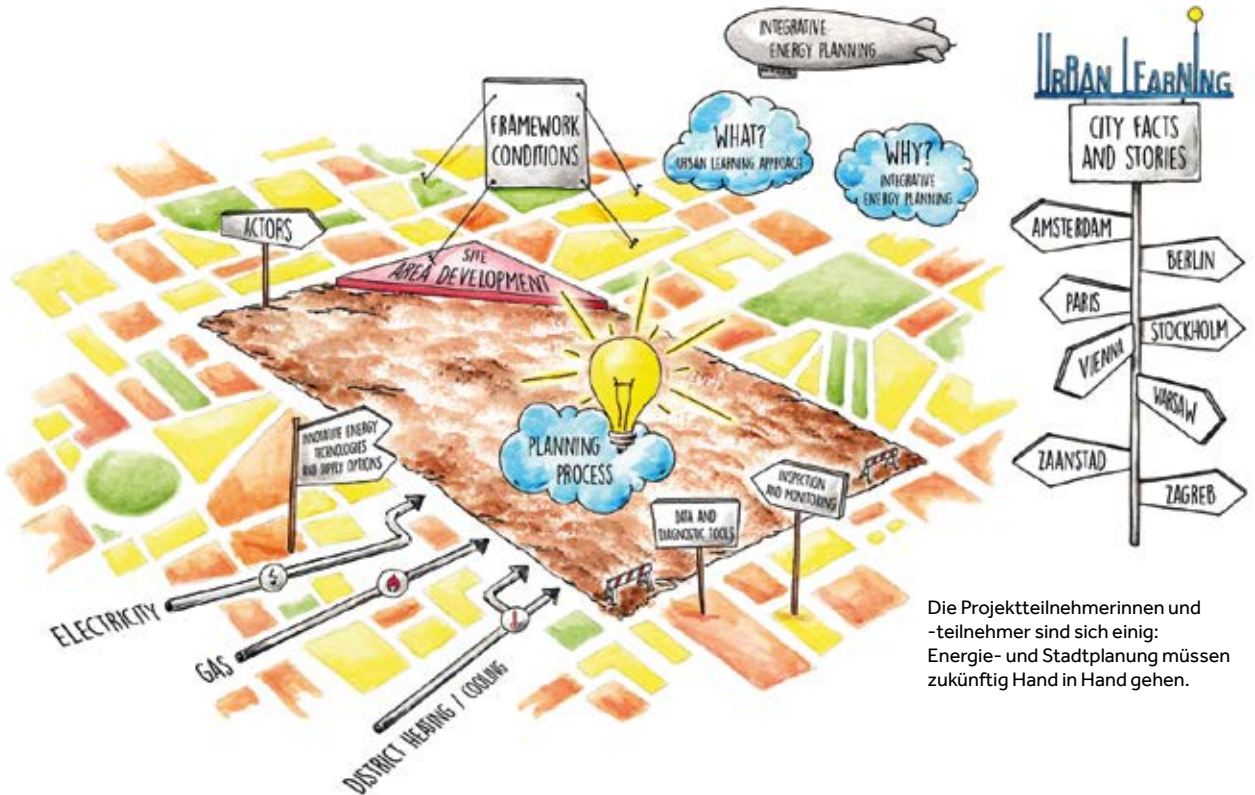 INTEGRATIVE
ENERGY PLANNING
URBAN LEARNING
CITY FACTS
AND STORIES
FRAMEWORK
CONDITIONS
WHAT?
URBAN LEARNING APPROACH
WHY?
INTEGRATIVE
ENERGY PLANNING
ACTORS
SITE
AREA DEVELOPMENT
AMSTERDAM
BERLIN
PARIS
STOCKHOLM
VIENNA
WARSAW
ZAANSTAD
ZAGREB
INNOVATIVE ENERGY
TECHNOLOGIES
AND SUPPLY OPTIONS
PLANNING
PROCESS
INSPECTION
AND MONITORING
DATA AND
DIAGNOSTIC TOOLS
ELECTRICITY
GAS
DISTRICT HEATING / COOLING
Die Projektteilnehmerinnen und
-teilnehmer sind sich einig:
Energie- und Stadtplanung müssen
zukünftig Hand in Hand gehen.